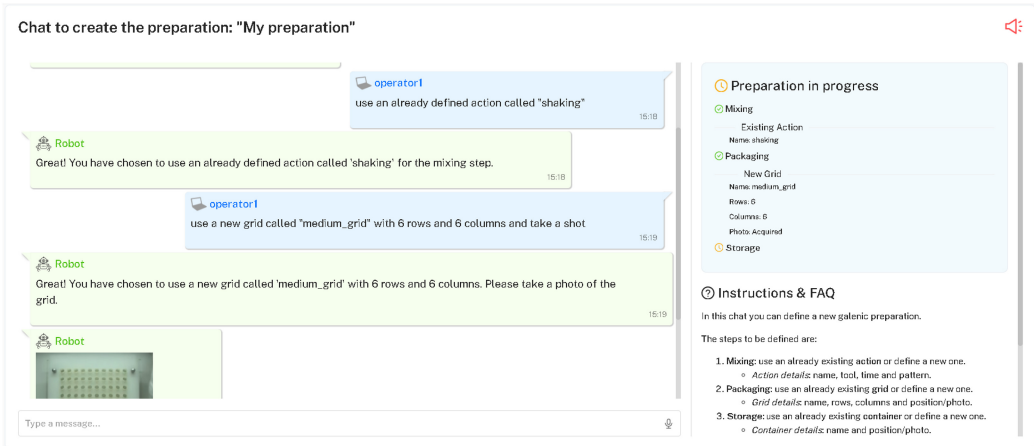 Chat to create the preparation: "My preparation"
operator1
use an already defined action called "shaking"
15:18
Robot
Great! You have chosen to use an already defined action called 'shaking' for the mixing step.
15:18
operator1
use a new grid called "medium_grid" with 6 rows and 6 columns and take a shot
15:19
Robot
Great! You have chosen to use a new grid called 'medium_grid' with 6 rows and 6 columns. Please take a photo of the
grid.
15:19
Robot
Type a message...
Preparation in progress
Mixing
Existing Action
Name: shaking
Packaging
New Grid
Name: medium_grid
Rows: 6
Columns: 6
Photo: Acquired
Storage
Instructions & FAQ
In this chat you can define a new galenic preparation.
The steps to be defined are:
1. Mixing: use an already existing action or define a new one.
Action details: name, tool, time and pattern.
2. Packaging: use an already existing grid or define a new one.
Grid details: name, rows, columns and position/photo.
3. Storage: use an already existing container or define a new one.
Container details: name and position/photo.